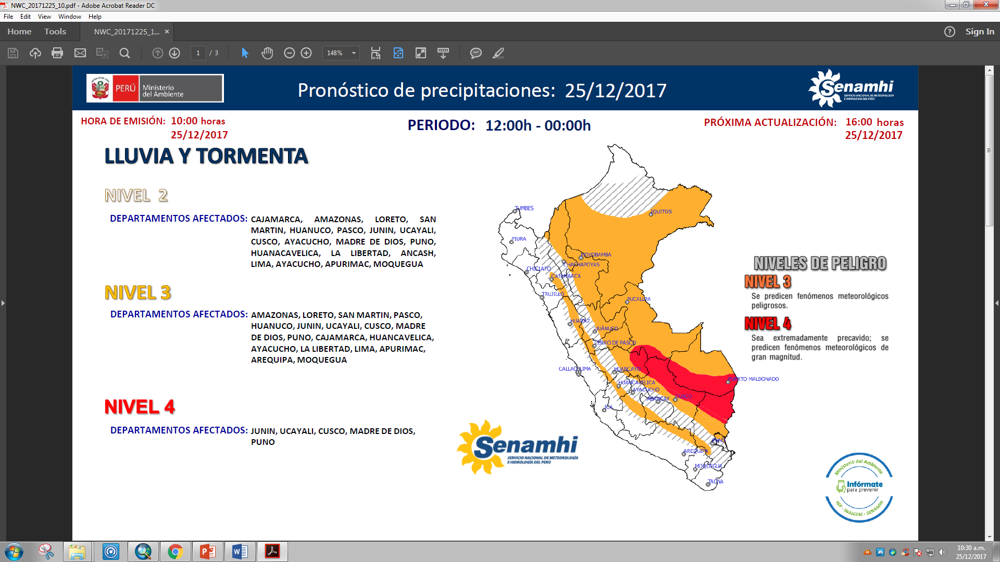 NWC_20171225_10.pdf - Adobe Acrobat Reader DC
File Edit View Window Help
Home Tools NWC_20171225_1... × Sign In
1 / 3 148%
PERÚ Ministerio del Ambiente
Pronóstico de precipitaciones: 25/12/2017
Senamhi
SERVICIO NACIONAL DE METEOROLOGÍA
E HIDROLOGÍA DEL PERÚ
HORA DE EMISIÓN: 10:00 horas
25/12/2017
PERIODO: 12:00h - 00:00h
PRÓXIMA ACTUALIZACIÓN: 16:00 horas
25/12/2017
LLUVIA Y TORMENTA
NIVEL 2
DEPARTAMENTOS AFECTADOS: CAJAMARCA, AMAZONAS, LORETO, SAN
MARTIN, HUANUCO, PASCO, JUNIN, UCAYALI,
CUSCO, AYACUCHO, MADRE DE DIOS, PUNO,
HUANACAVELICA, LA LIBERTAD, ANCASH,
LIMA, AYACUCHO, APURIMAC, MOQUEGUA
NIVEL 3
DEPARTAMENTOS AFECTADOS: AMAZONAS, LORETO, SAN MARTIN, PASCO,
HUANUCO, JUNIN, UCAYALI, CUSCO, MADRE
DE DIOS, PUNO, CAJAMARCA, HUANCAVELICA,
AYACUCHO, LA LIBERTAD, LIMA, APURIMAC,
AREQUIPA, MOQUEGUA
NIVEL 4
DEPARTAMENTOS AFECTADOS: JUNIN, UCAYALI, CUSCO, MADRE DE DIOS,
PUNO
TUMBES
IQUITOS
PIURA
MOYOBAMBA
CHACHAPOYAS
CHICLAYO
CAJAMARCA
TRUJILLO
PUCALLPA
HUARAZ
HUÁNUCO
CERRO DE PASCO
CALLAO LIMA
HUANCAYO
PUERTO MALDONADO
HUANCAVELICA
AYACUCHO
ABANCAY
CUSCO
ICA
PUNO
AREQUIPA
MOQUEGUA
TACNA
NIVELES DE PELIGRO
NIVEL 3
Se predicen fenómenos meteorológicos
peligrosos.
NIVEL 4
Sea extremadamente precavido; se
predicen fenómenos meteorológicos de
gran magnitud.
Senamhi
SERVICIO NACIONAL DE METEOROLOGÍA
E HIDROLOGÍA DEL PERÚ
Ministerio del Ambiente
Infórmate
para prevenir
IGP - INAIGEM - SENAMHI
10:30 a.m.
25/12/2017